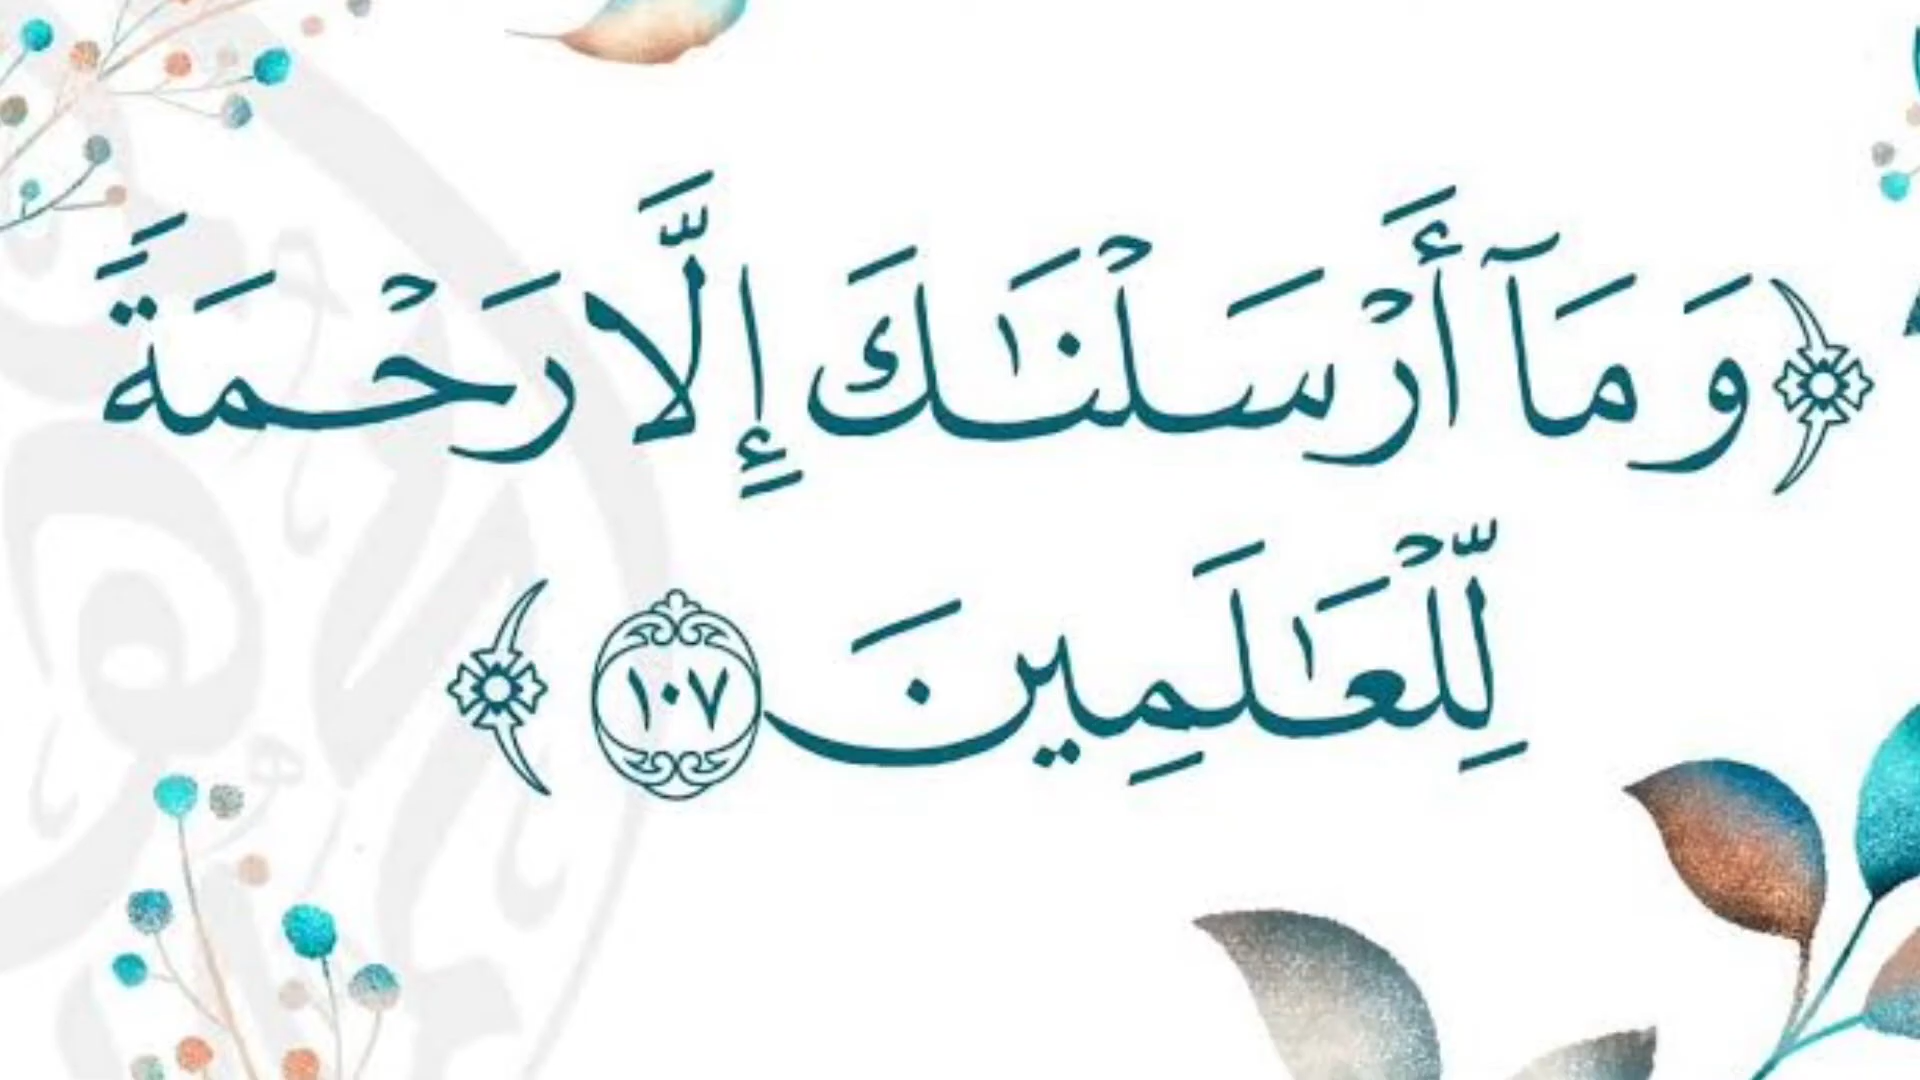 ﴿وَمَآ أَرْسَلْنَٰكَ إِلَّا رَحْمَةً
لِّلْعَٰلَمِينَ ١٠٧﴾